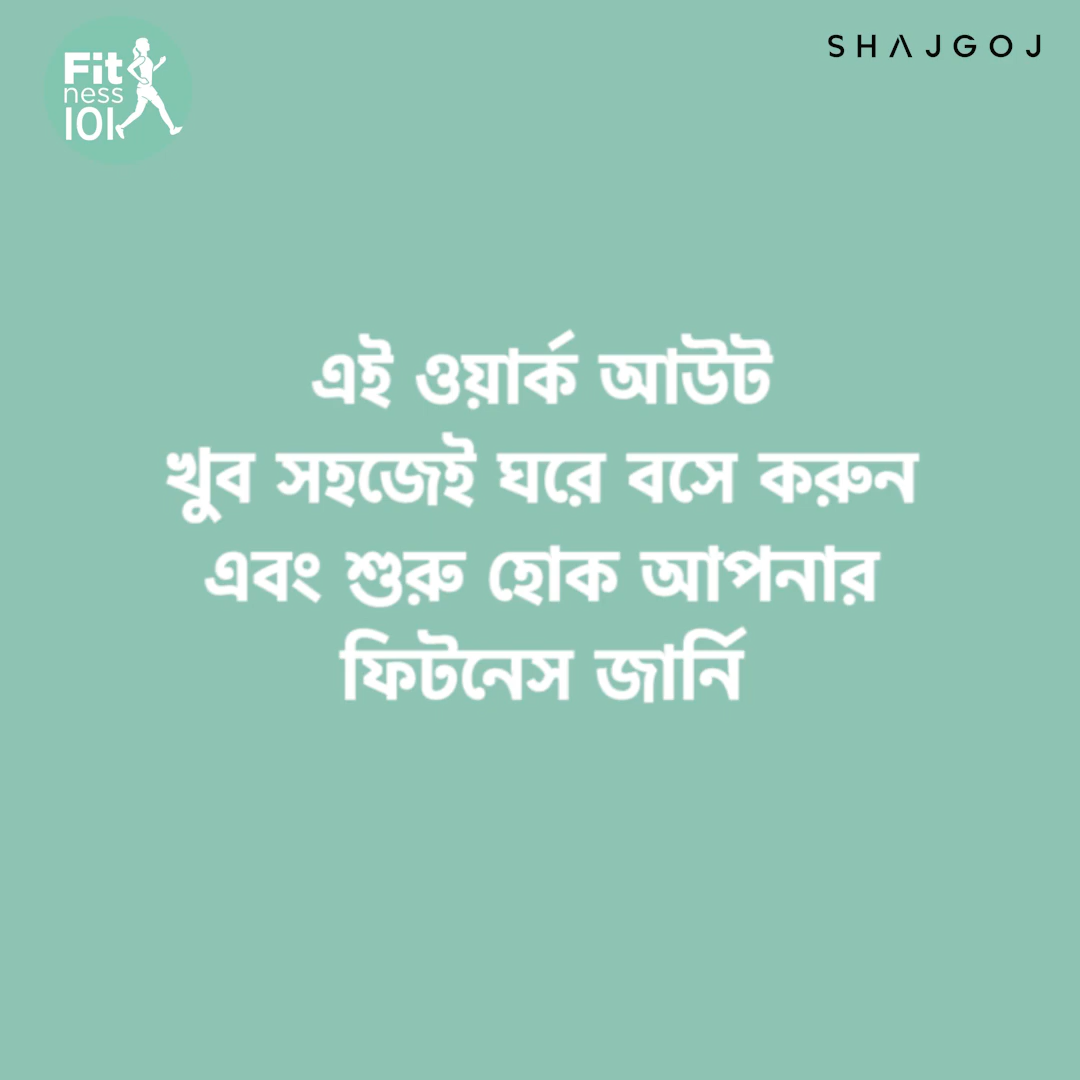 Fit
ness
101
SHAJGOJ
এই ওয়ার্ক আউট
খুব সহজেই ঘরে বসে করুন
এবং শুরু হোক আপনার
ফিটনেস জার্নি